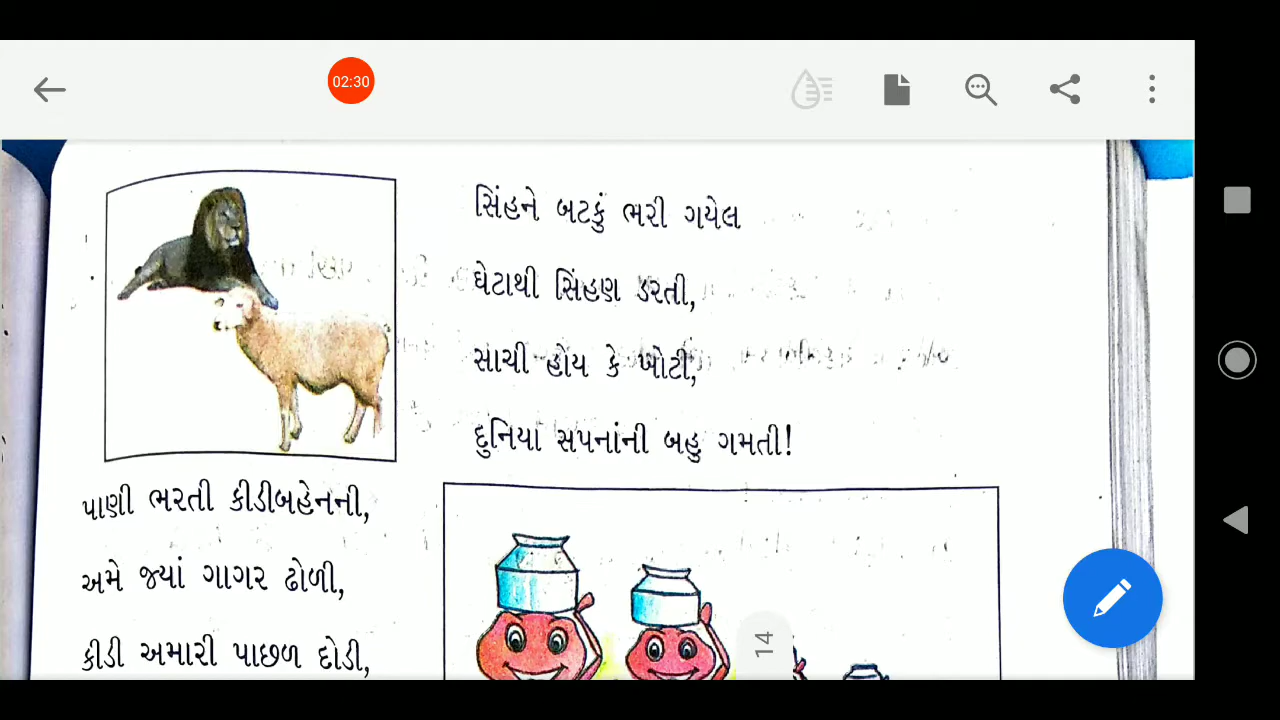 02:30
સિંહને બટકું ભરી ગયેલ
ઘેટાથી સિંહણ ડરતી,
સાચી હોય કે ખોટી,
દુનિયા સપનાંની બહુ ગમતી!
પાણી ભરતી કીડીબહેનની,
અમે જ્યાં ગાગર ઢોળી,
કીડી અમારી પાછળ દોડી,
14